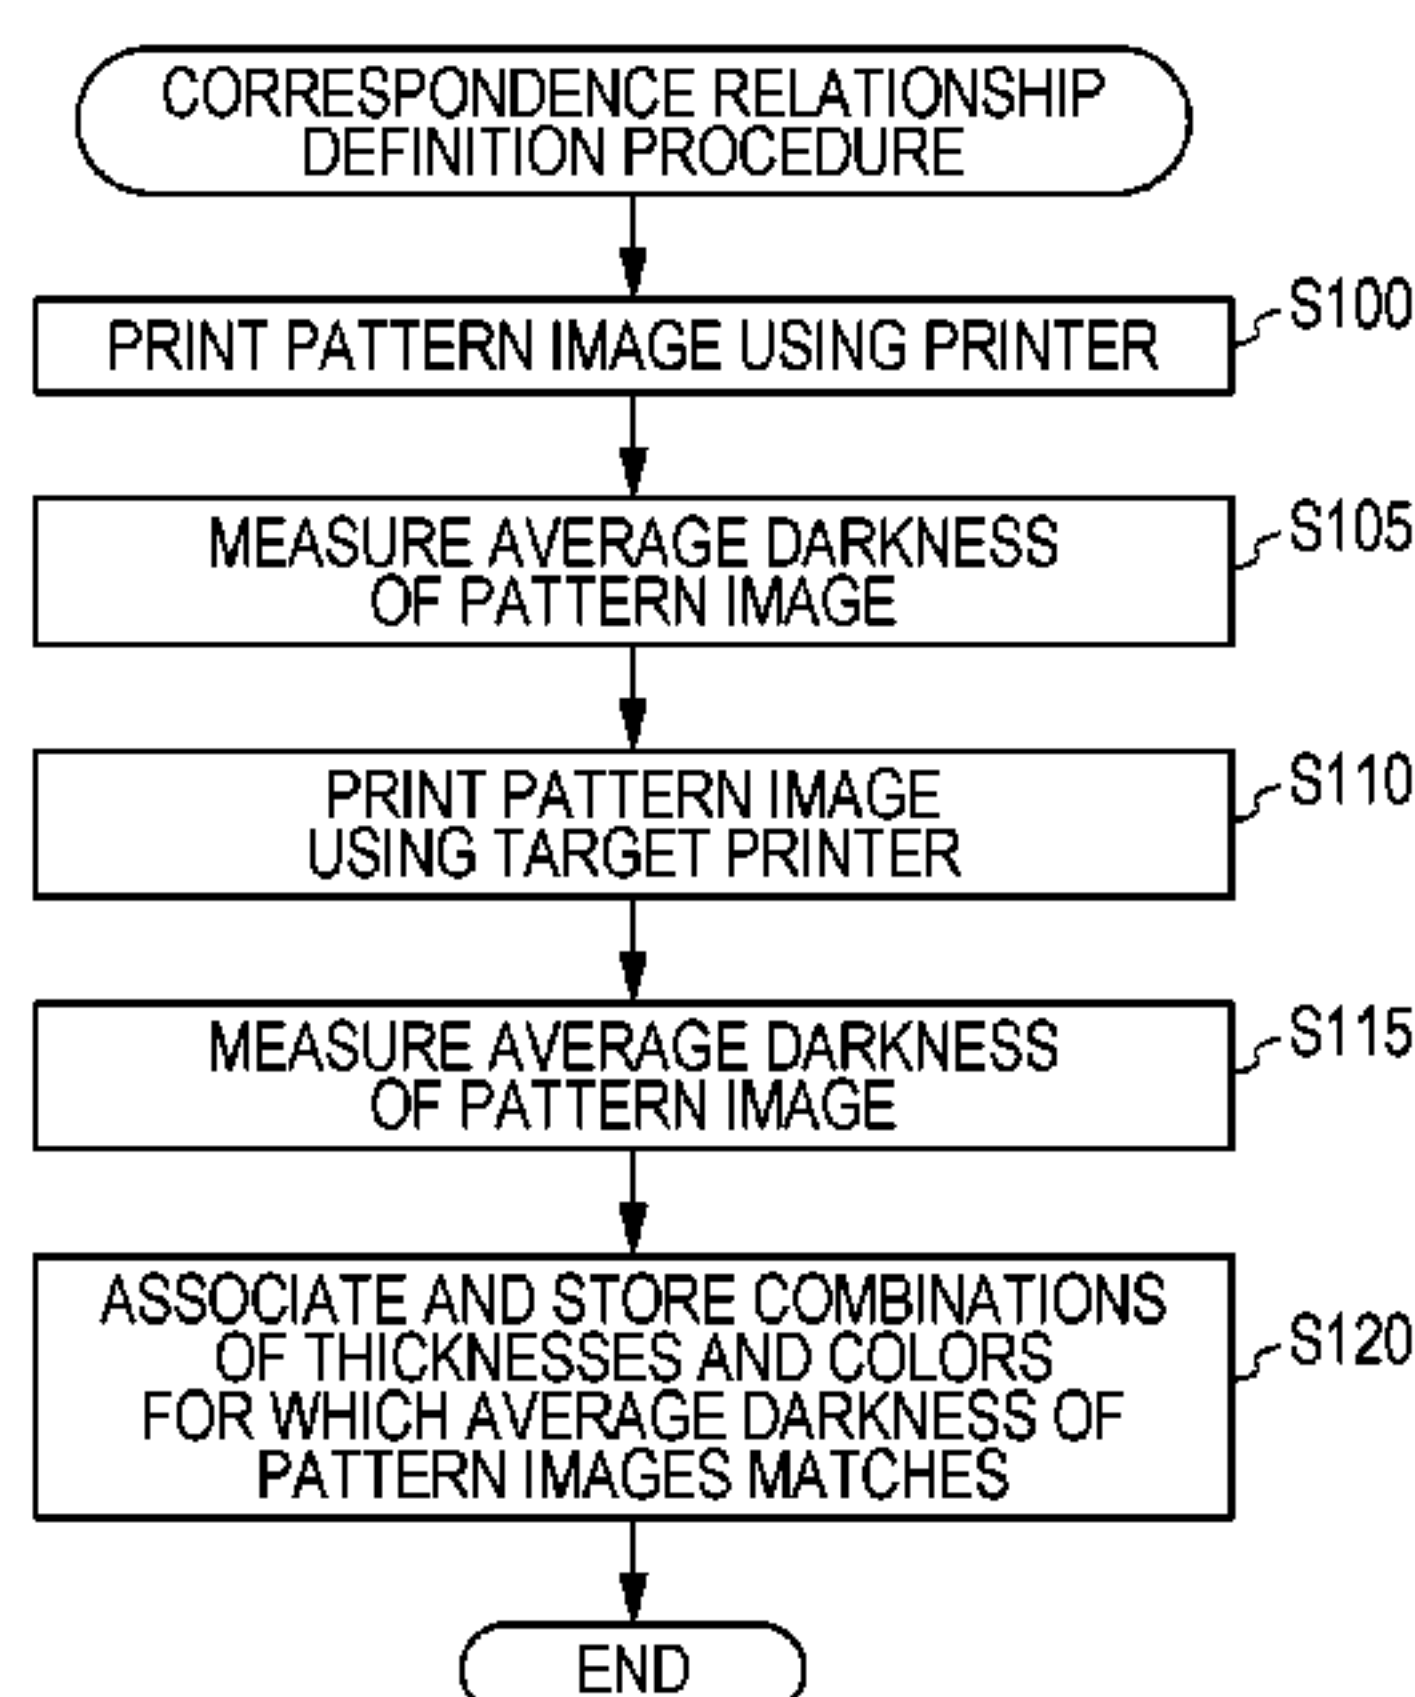 CORRESPONDENCE RELATIONSHIP
DEFINITION PROCEDURE
PRINT PATTERN IMAGE USING PRINTER
S100
MEASURE AVERAGE DARKNESS
OF PATTERN IMAGE
S105
PRINT PATTERN IMAGE
USING TARGET PRINTER
S110
MEASURE AVERAGE DARKNESS
OF PATTERN IMAGE
S115
ASSOCIATE AND STORE COMBINATIONS
OF THICKNESSES AND COLORS
FOR WHICH AVERAGE DARKNESS OF
PATTERN IMAGES MATCHES
S120
END